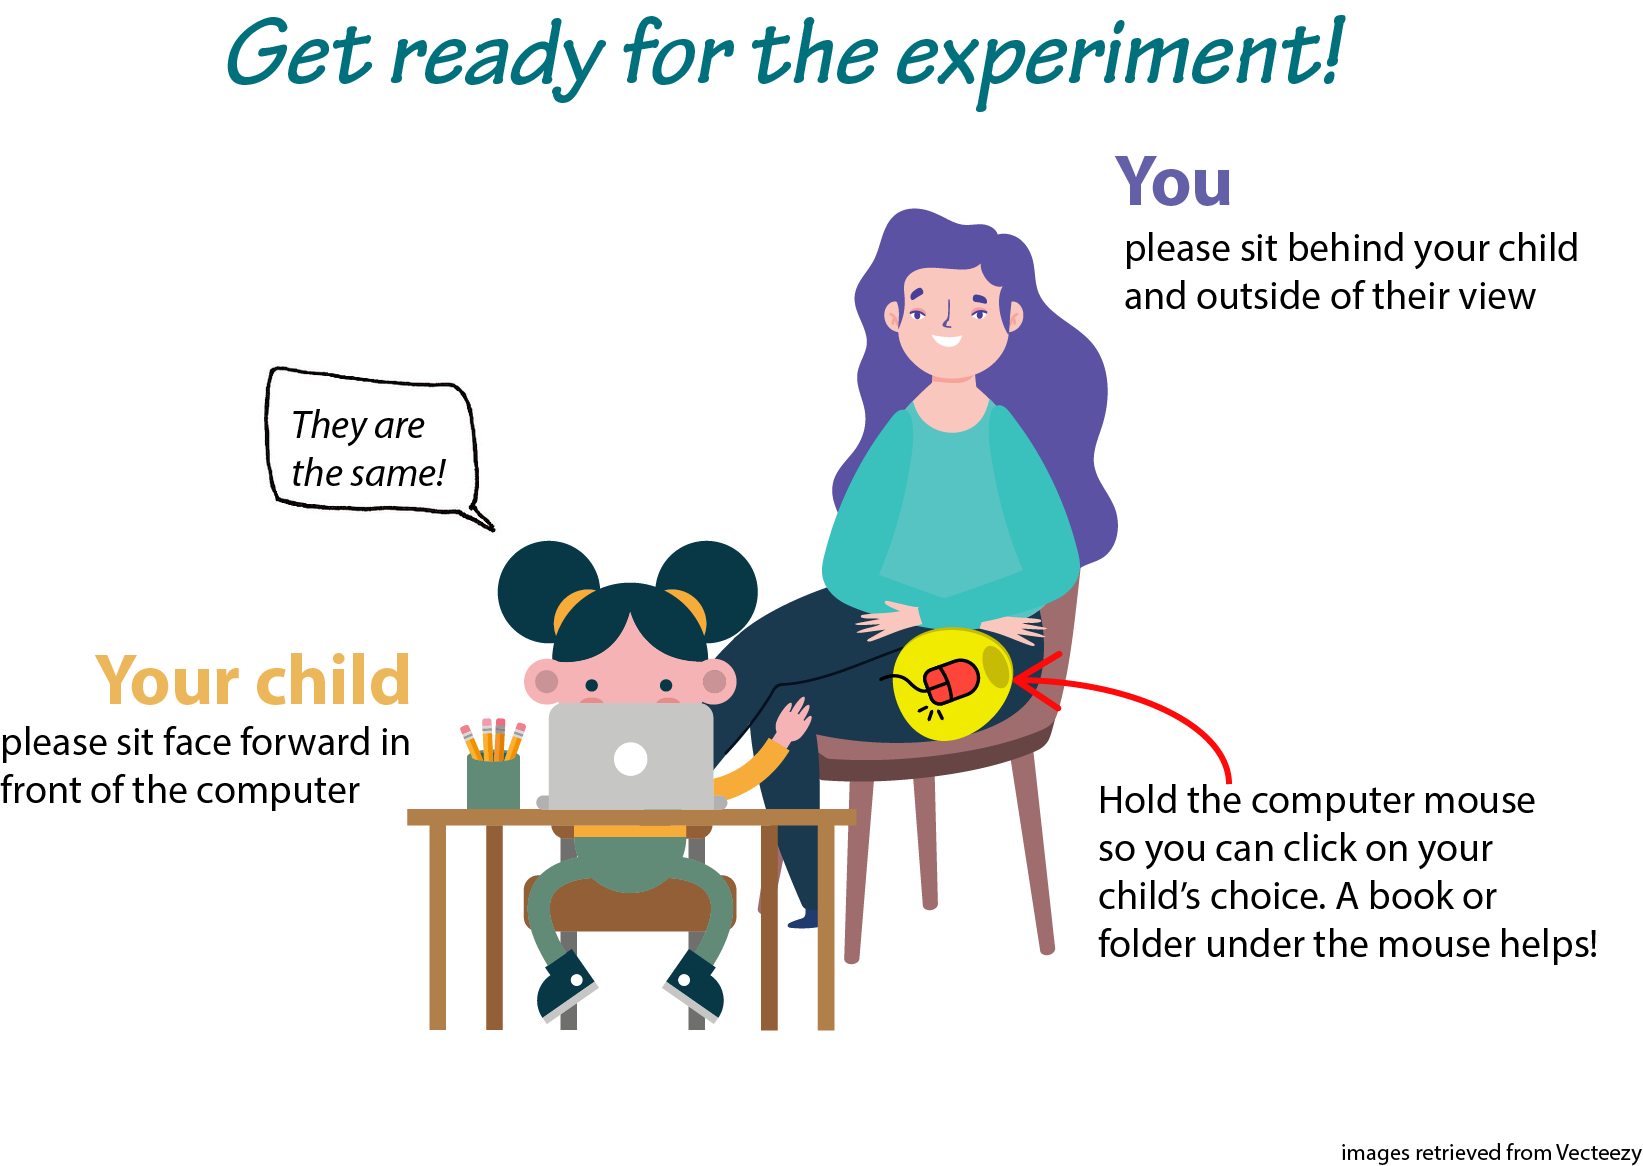 Get ready for the experiment!
You
please sit behind your child
and outside of their view
They are
the same!
Your child
please sit face forward in
front of the computer
Hold the computer mouse
so you can click on your
child’s choice. A book or
folder under the mouse helps!
images retrieved from Vecteezy